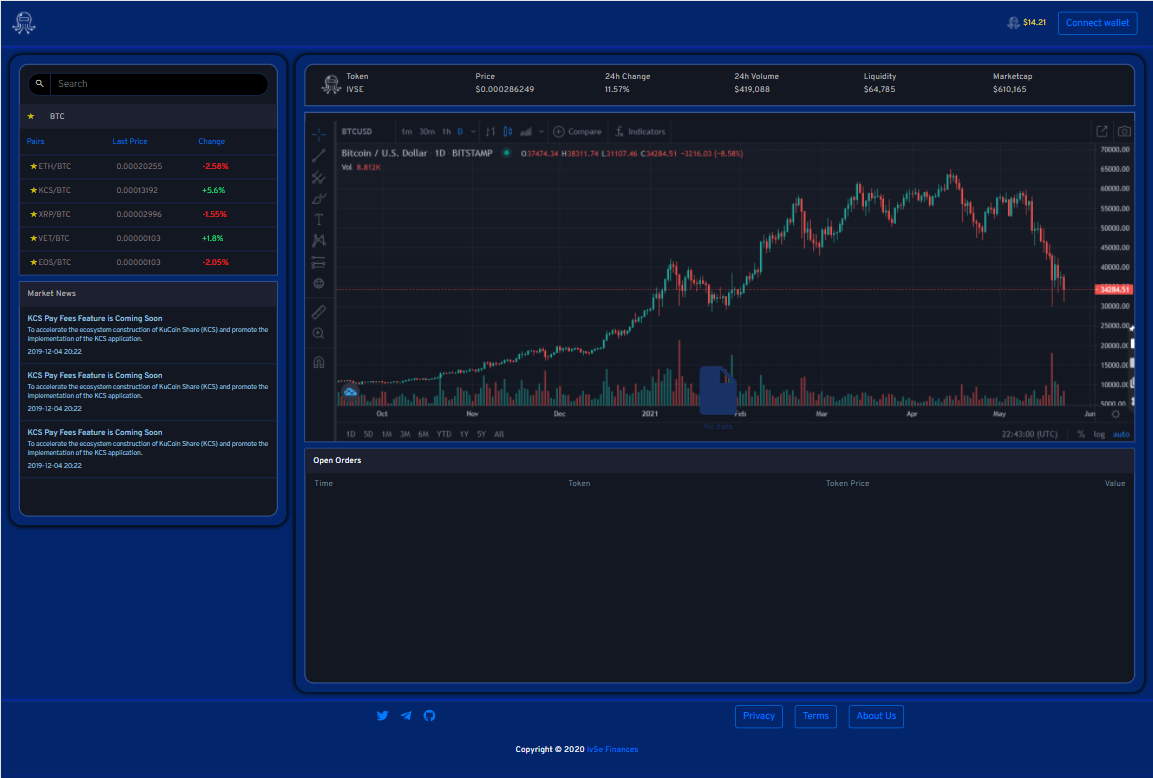 $14.21 Connect wallet
Search
BTC
Pairs Last Price Change
ETH/BTC 0.00020255 -2.58%
KCS/BTC 0.00013192 +5.6%
XRP/BTC 0.00002996 -1.55%
VET/BTC 0.00000103 +1.8%
EOS/BTC 0.00000103 -2.05%
Market News
KCS Pay Fees Feature is Coming Soon
To accelerate the ecosystem construction of KuCoin Share (KCS) and promote the
implementation of the KCS application.
2019-12-04 20:22
KCS Pay Fees Feature is Coming Soon
To accelerate the ecosystem construction of KuCoin Share (KCS) and promote the
implementation of the KCS application.
2019-12-04 20:22
KCS Pay Fees Feature is Coming Soon
To accelerate the ecosystem construction of KuCoin Share (KCS) and promote the
implementation of the KCS application.
2019-12-04 20:22
Token Price 24h Change 24h Volume Liquidity Marketcap
IVSE $0.000286249 11.57% $419,088 $64,785 $610,165
BTCUSD 1m 30m 1h D Compare Indicators
Bitcoin / U.S. Dollar · 1D · BITSTAMP O37474.34 H38311.74 L31107.46 C34284.51 −3216.03 (−8.58%)
Vol 8.812K
70000.00
65000.00
60000.00
55000.00
50000.00
45000.00
40000.00
34284.51
30000.00
25000.00
20000.00
15000.00
10000.00
5000.00
Oct Nov Dec 2021 Feb Mar Apr May Jun
No data
1D 5D 1M 3M 6M YTD 1Y 5Y All 22:43:00 (UTC) % log auto
Open Orders
Time Token Token Price Value
Privacy Terms About Us
Copyright © 2020 IvSe Finances